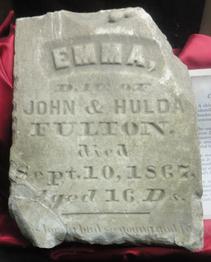 EMMA,
DAU OF
JOHN & HULDA
FULTON.
died
Sept. 10, 1867.
Aged 16 Ds.